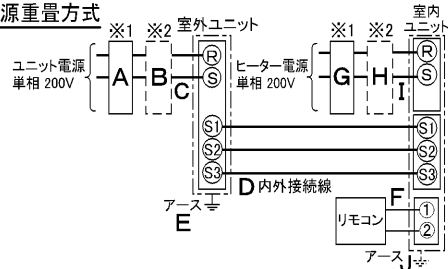 源重畳方式
※1 ※2 室外ユニット
ユニット電源
単相 200V
A B C
R
S
S1
S2
S3
D 内外接続線
アース
E
※1 ※2 室内
ユニット
ヒーター電源
単相 200V
G H I
R
S
S1
S2
S3
F
リモコン
①
②
アース
J